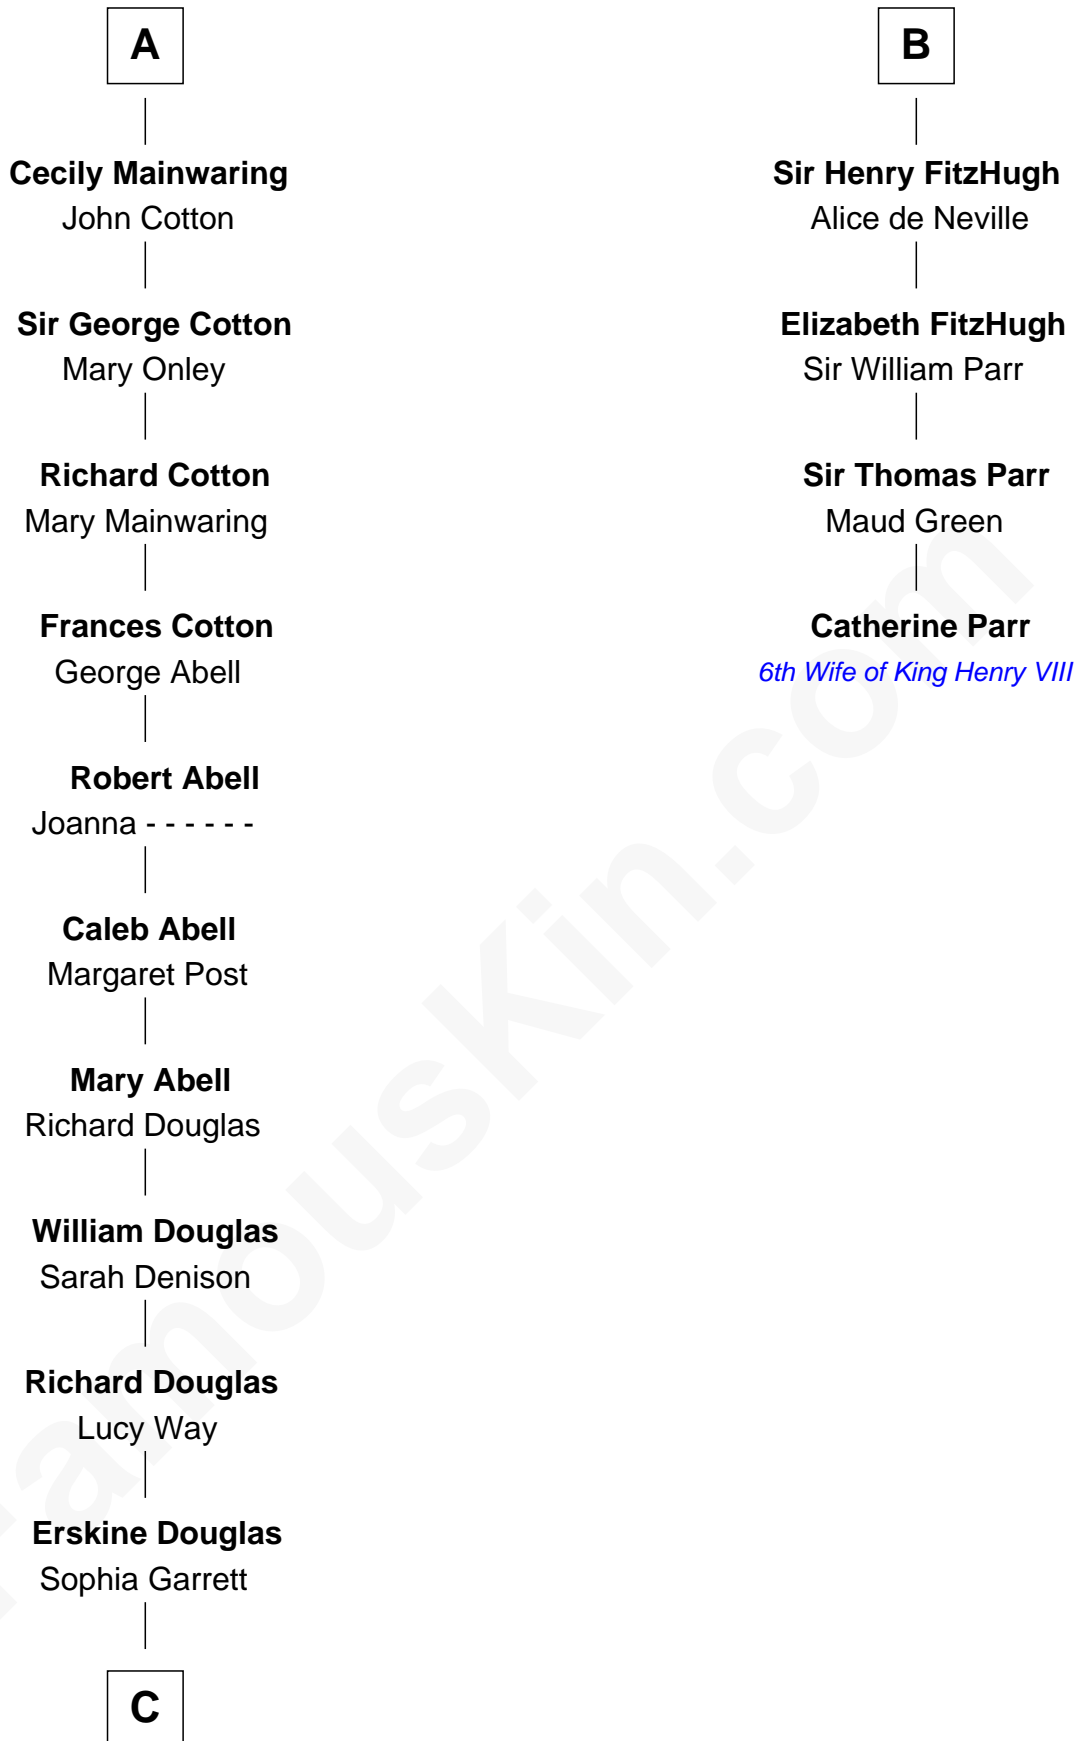 A
Cecily Mainwaring
John Cotton
Sir George Cotton
Mary Onley
Richard Cotton
Mary Mainwaring
Frances Cotton
George Abell
Robert Abell
Joanna - - - - - -
Caleb Abell
Margaret Post
Mary Abell
Richard Douglas
William Douglas
Sarah Denison
Richard Douglas
Lucy Way
Erskine Douglas
Sophia Garrett
C
B
Sir Henry FitzHugh
Alice de Neville
Elizabeth FitzHugh
Sir William Parr
Sir Thomas Parr
Maud Green
Catherine Parr
6th Wife of King Henry VIII
FamousKin.com